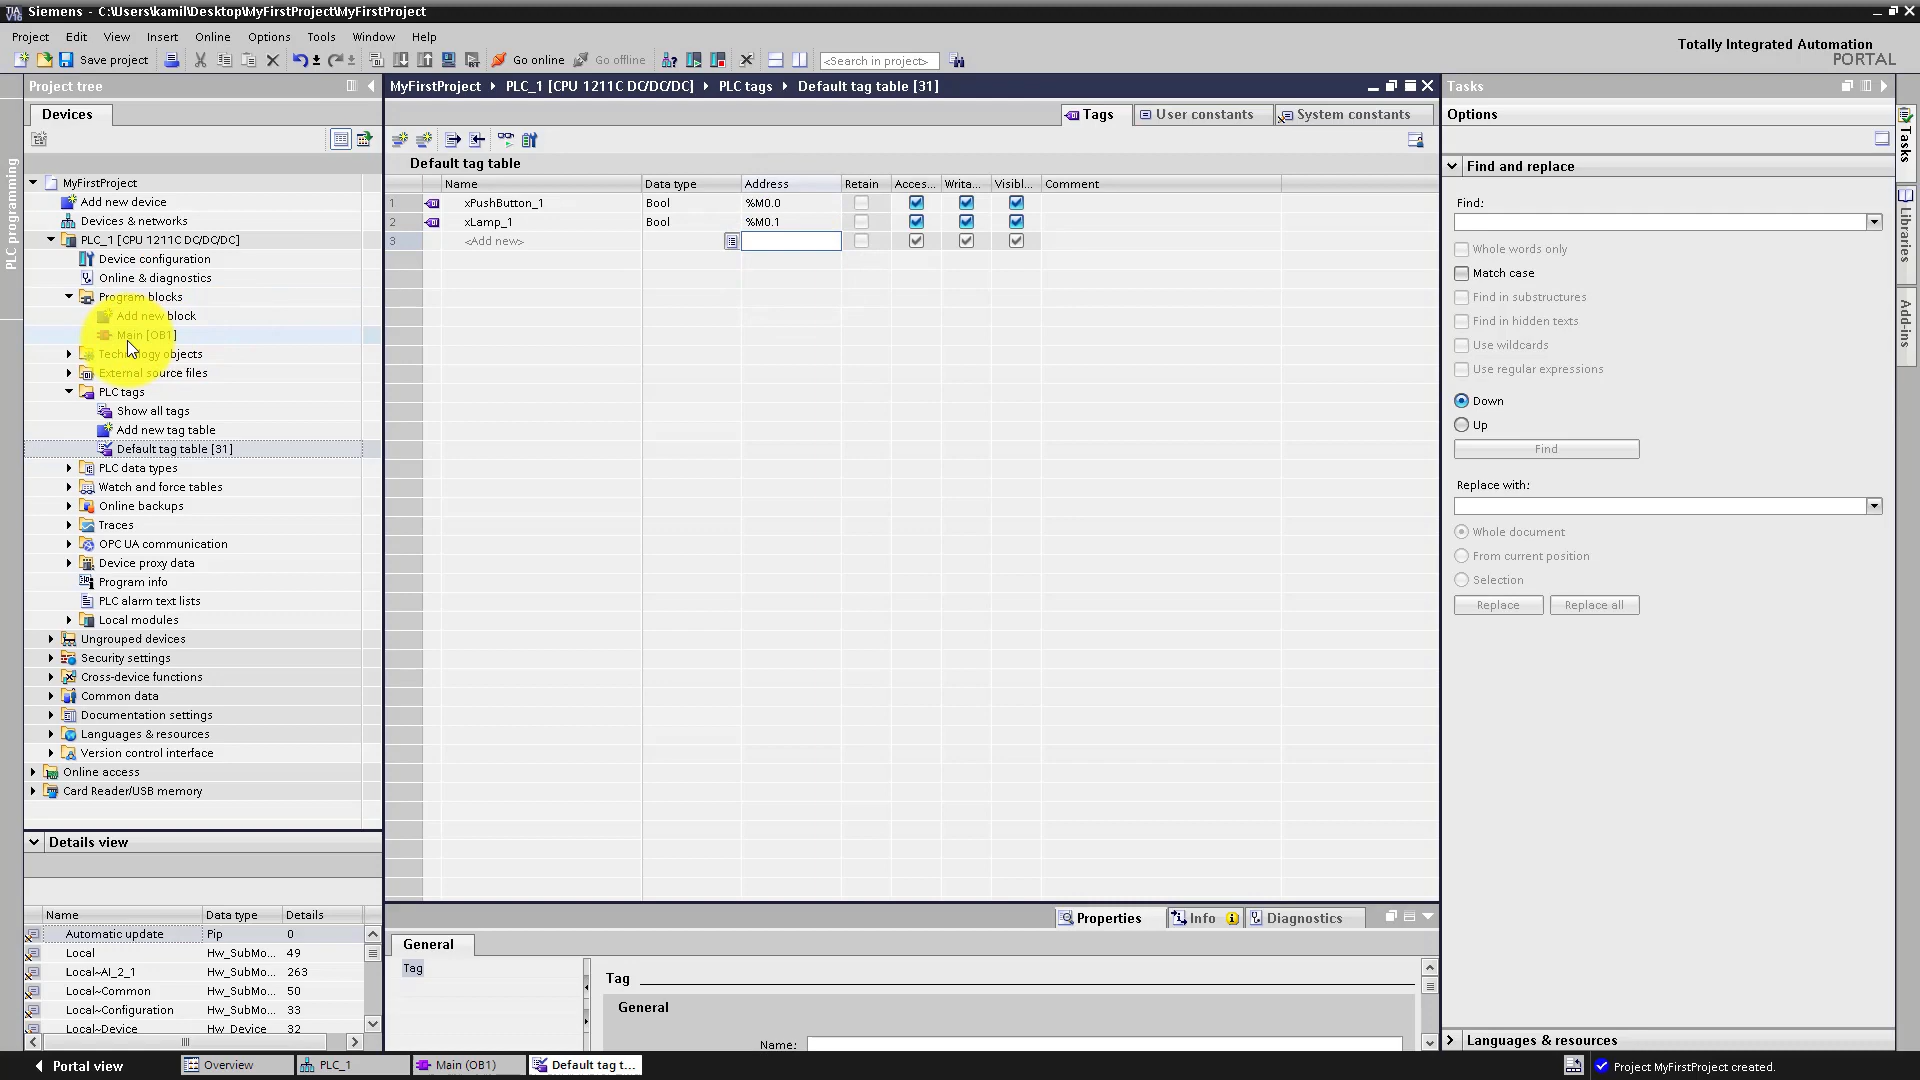 Siemens - C:\Users\kamil\Desktop\MyFirstProject\MyFirstProject
Project Edit View Insert Online Options Tools Window Help
Totally Integrated Automation
PORTAL
Save project Go online Go offline <Search in project>
Project tree
MyFirstProject PLC_1 [CPU 1211C DC/DC/DC] PLC tags Default tag table [31]
Tasks
Devices
Tags User constants System constants
Options
PLC programming
Default tag table
Name Data type Address Retain Acces... Writa... Visibl... Comment
1 xPushButton_1 Bool %M0.0
2 xLamp_1 Bool %M0.1
3 <Add new>
MyFirstProject
Add new device
Devices & networks
PLC_1 [CPU 1211C DC/DC/DC]
Device configuration
Online & diagnostics
Program blocks
Add new block
Main [OB1]
Technology objects
External source files
PLC tags
Show all tags
Add new tag table
Default tag table [31]
PLC data types
Watch and force tables
Online backups
Traces
OPC UA communication
Device proxy data
Program info
PLC alarm text lists
Local modules
Ungrouped devices
Security settings
Cross-device functions
Common data
Documentation settings
Languages & resources
Version control interface
Online access
Card Reader/USB memory
Find and replace
Find:
Whole words only
Match case
Find in substructures
Find in hidden texts
Use wildcards
Use regular expressions
Down
Up
Find
Replace with:
Whole document
From current position
Selection
Replace Replace all
Languages & resources
Tasks
Libraries
Add-ins
Details view
Name Data type Details
Automatic update Pip 0
Local Hw_SubMo... 49
Local~AI_2_1 Hw_SubMo... 263
Local~Common Hw_SubMo... 50
Local~Configuration Hw_SubMo... 33
Local~Device Hw_Device 32
Properties Info Diagnostics
General
Tag
Tag
General
Name:
Portal view Overview PLC_1 Main (OB1) Default tag t...
Project MyFirstProject created.